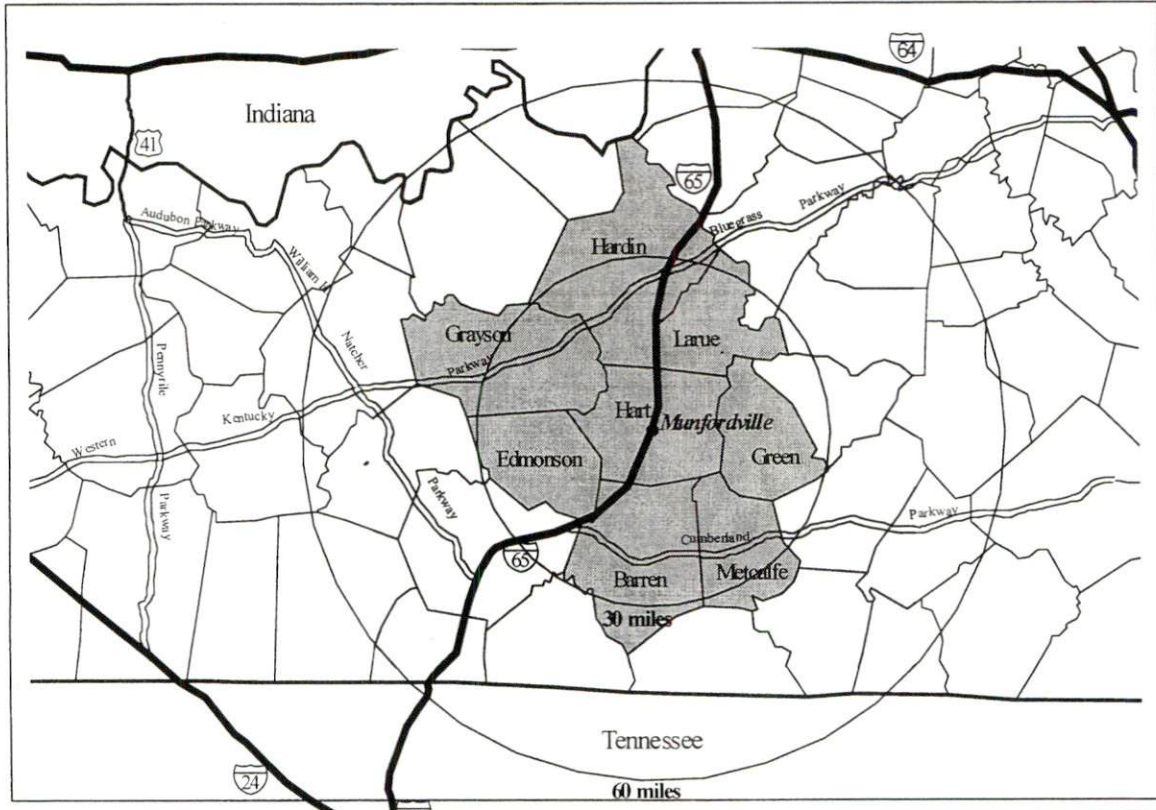 64
Indiana
41
65
Audubon Parkway
Parkway
Bluegrass
Hardin
William H.
Natcher
Grayson
Larue
Parkway
Pennyrile
Kentucky
Hart
Munfordville
Western
Edmonson
Green
Parkway
Parkway
Parkway
Cumberland
65
Barren
Metcalfe
30 miles
Tennessee
24
60 miles